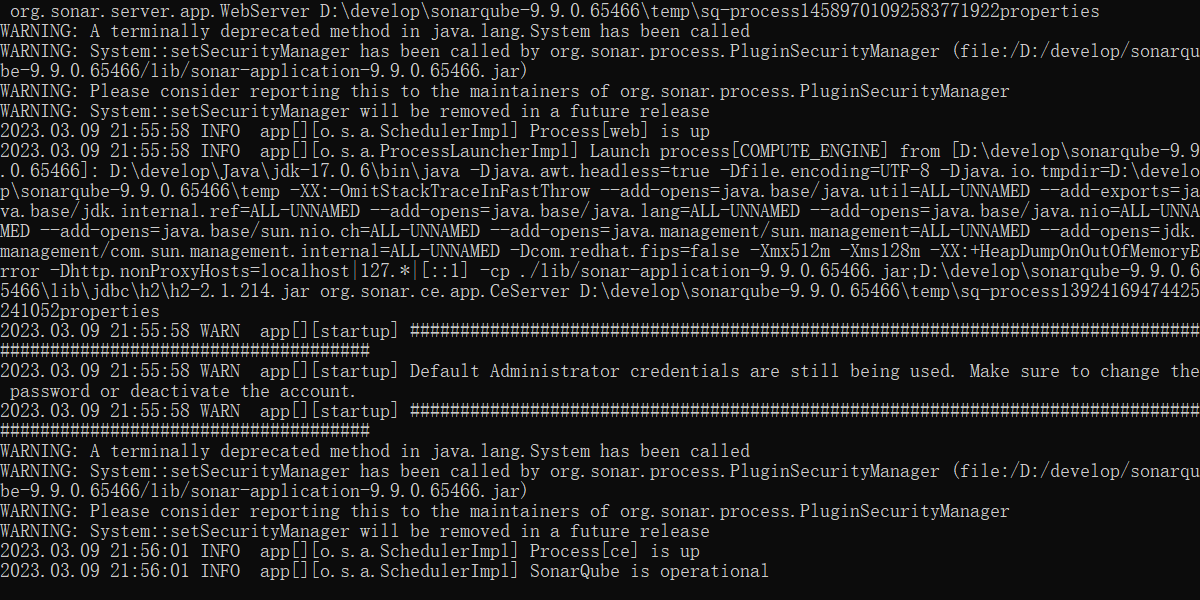 org.sonar.server.app.WebServer D:\develop\sonarqube-9.9.0.65466\temp\sq-process14589701092583771922properties
WARNING: A terminally deprecated method in java.lang.System has been called
WARNING: System::setSecurityManager has been called by org.sonar.process.PluginSecurityManager (file:/D:/develop/sonarqu
be-9.9.0.65466/lib/sonar-application-9.9.0.65466.jar)
WARNING: Please consider reporting this to the maintainers of org.sonar.process.PluginSecurityManager
WARNING: System::setSecurityManager will be removed in a future release
2023.03.09 21:55:58 INFO  app[][o.s.a.SchedulerImpl] Process[web] is up
2023.03.09 21:55:58 INFO  app[][o.s.a.ProcessLauncherImpl] Launch process[COMPUTE_ENGINE] from [D:\develop\sonarqube-9.9
.0.65466]: D:\develop\Java\jdk-17.0.6\bin\java -Djava.awt.headless=true -Dfile.encoding=UTF-8 -Djava.io.tmpdir=D:\develo
p\sonarqube-9.9.0.65466\temp -XX:-OmitStackTraceInFastThrow --add-opens=java.base/java.util=ALL-UNNAMED --add-exports=ja
va.base/jdk.internal.ref=ALL-UNNAMED --add-opens=java.base/java.lang=ALL-UNNAMED --add-opens=java.base/java.nio=ALL-UNNA
MED --add-opens=java.base/sun.nio.ch=ALL-UNNAMED --add-opens=java.management/sun.management=ALL-UNNAMED --add-opens=jdk.
management/com.sun.management.internal=ALL-UNNAMED -Dcom.redhat.fips=false -Xmx512m -Xms128m -XX:+HeapDumpOnOutOfMemoryE
rror -Dhttp.nonProxyHosts=localhost|127.*|[::1] -cp ./lib/sonar-application-9.9.0.65466.jar;D:\develop\sonarqube-9.9.0.6
5466\lib\jdbc\h2\h2-2.1.214.jar org.sonar.ce.app.CeServer D:\develop\sonarqube-9.9.0.65466\temp\sq-process13924169474425
241052properties
2023.03.09 21:55:58 WARN  app[][startup] ###############################################################################
#####################################
2023.03.09 21:55:58 WARN  app[][startup] Default Administrator credentials are still being used. Make sure to change the
 password or deactivate the account.
2023.03.09 21:55:58 WARN  app[][startup] ###############################################################################
#####################################
WARNING: A terminally deprecated method in java.lang.System has been called
WARNING: System::setSecurityManager has been called by org.sonar.process.PluginSecurityManager (file:/D:/develop/sonarqu
be-9.9.0.65466/lib/sonar-application-9.9.0.65466.jar)
WARNING: Please consider reporting this to the maintainers of org.sonar.process.PluginSecurityManager
WARNING: System::setSecurityManager will be removed in a future release
2023.03.09 21:56:01 INFO  app[][o.s.a.SchedulerImpl] Process[ce] is up
2023.03.09 21:56:01 INFO  app[][o.s.a.SchedulerImpl] SonarQube is operational